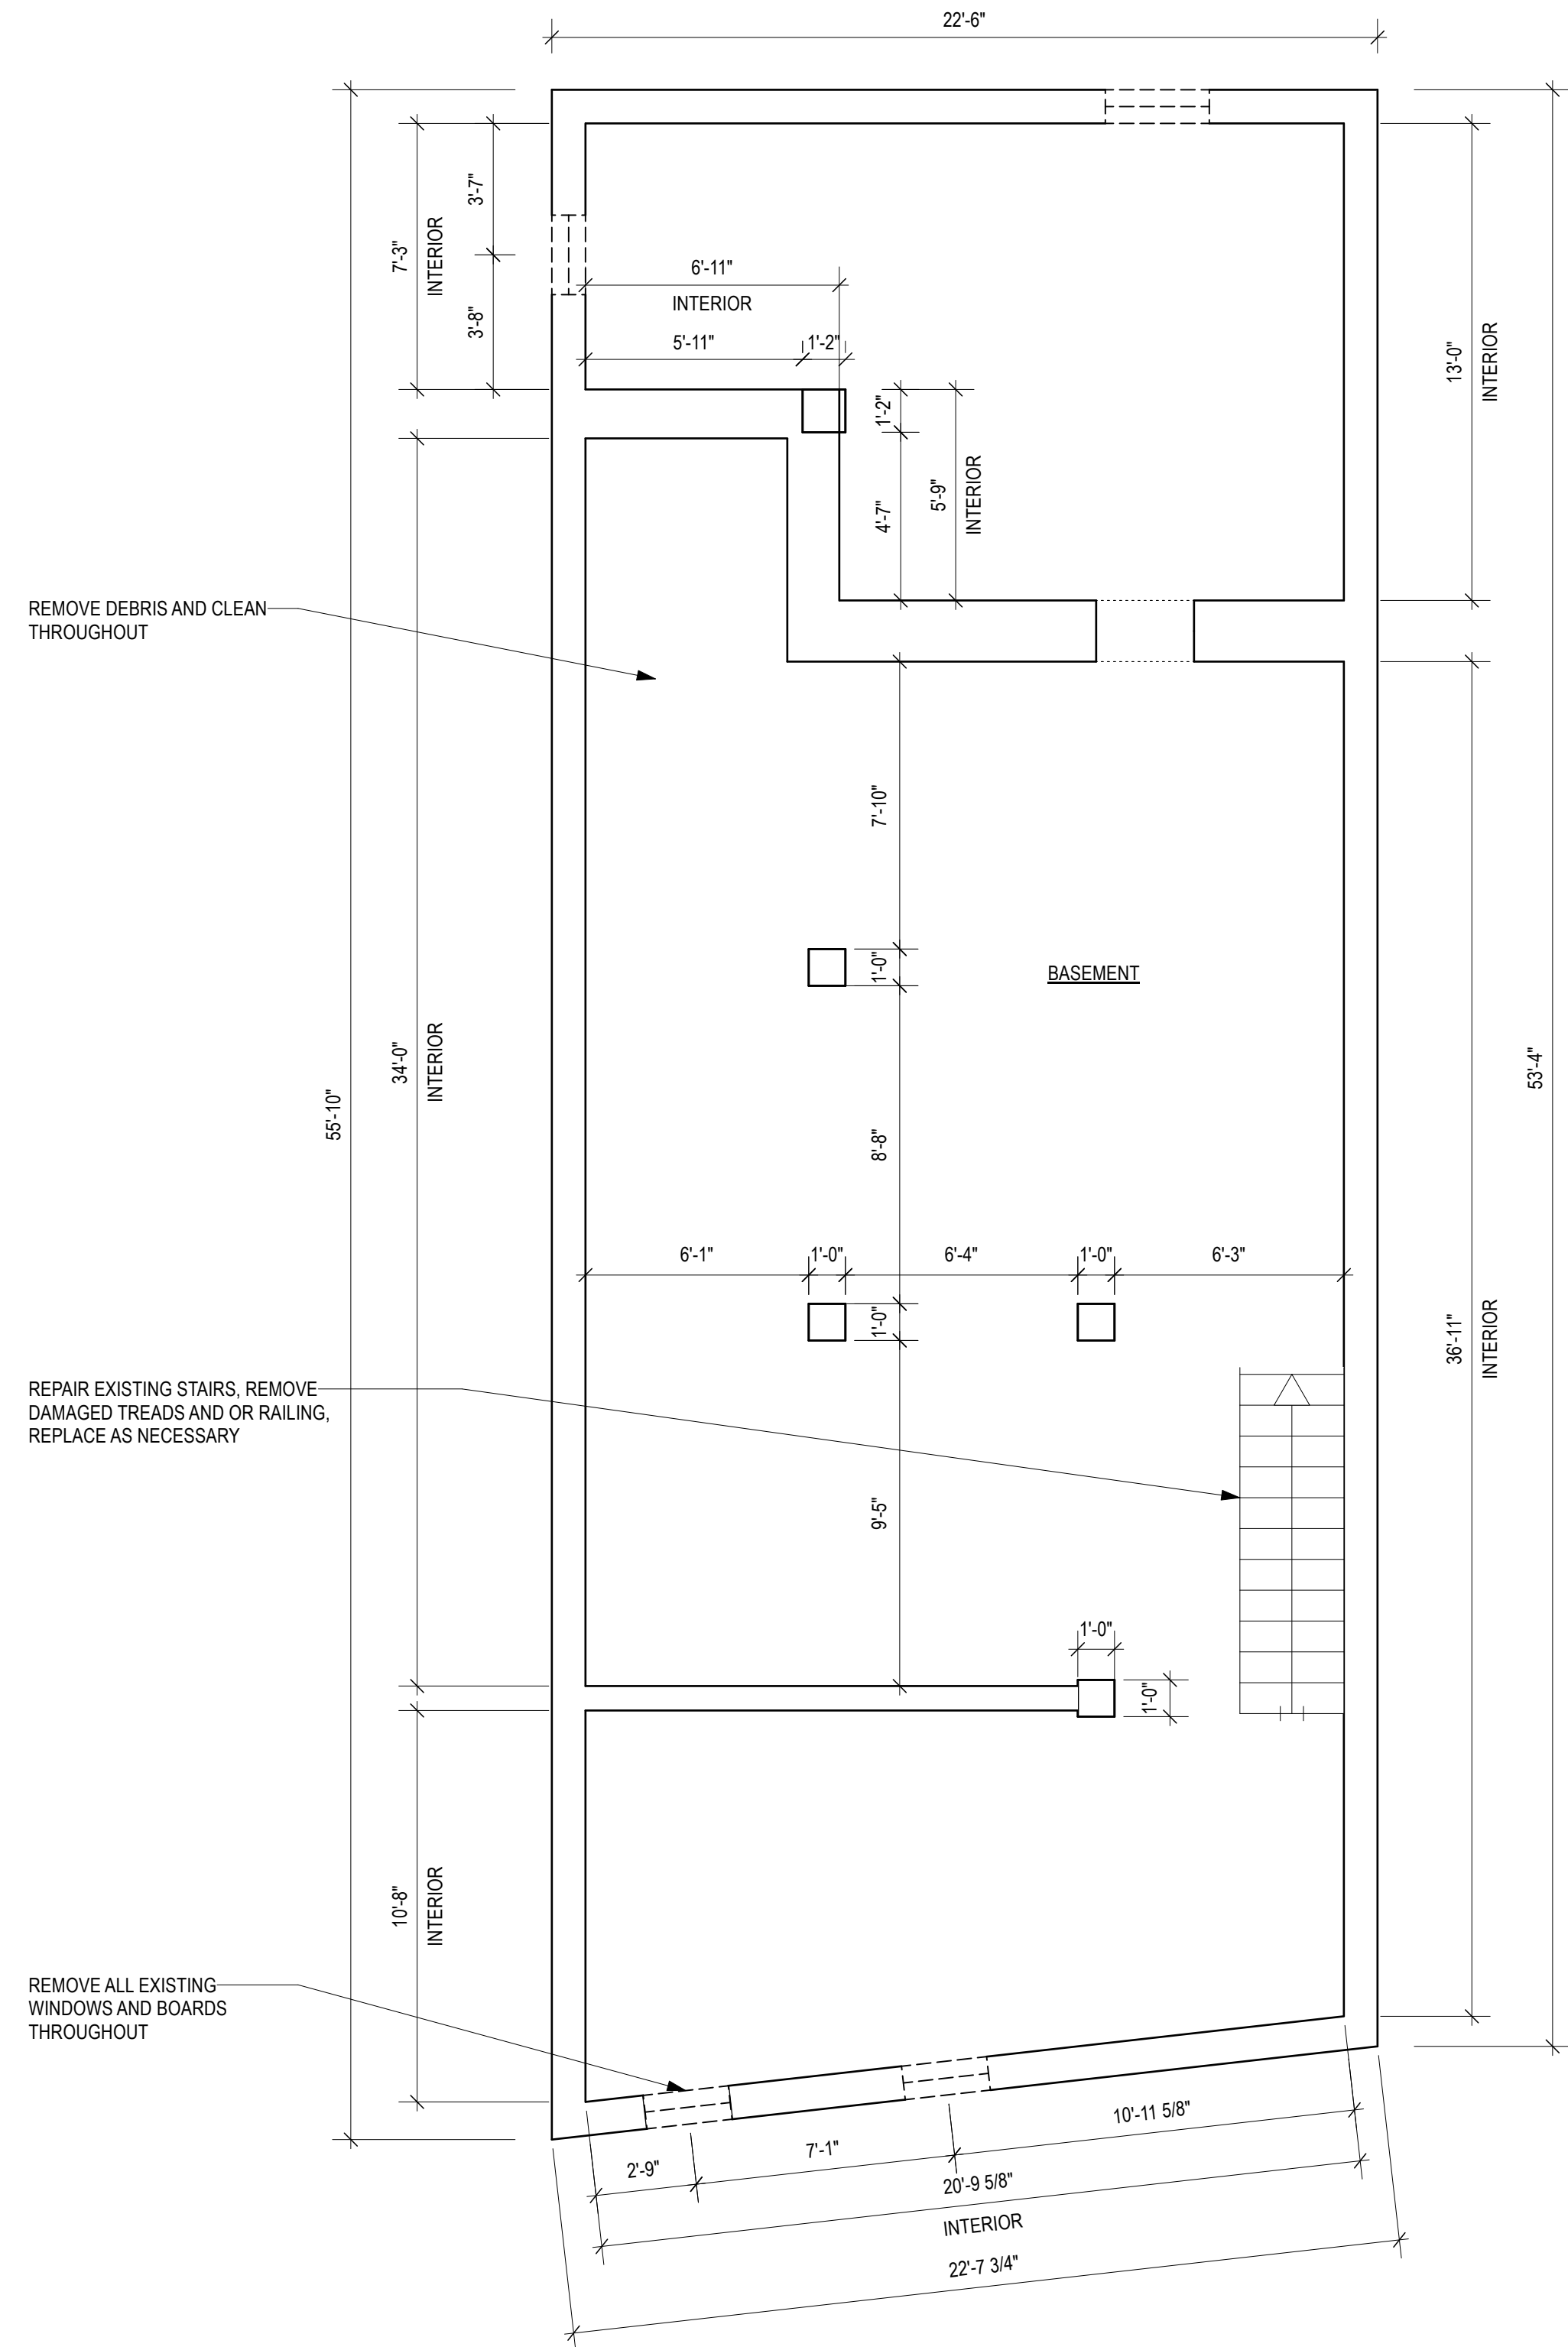 22'-6"
3'-7"
7'-3"
INTERIOR
3'-8"
6'-11"
INTERIOR
5'-11"
1'-2"
13'-0"
INTERIOR
1'-2"
5'-9"
INTERIOR
4'-7"
REMOVE DEBRIS AND CLEAN
THROUGHOUT
7'-10"
1'-0"
BASEMENT
34'-0"
INTERIOR
55'-10"
53'-4"
8'-8"
6'-1"
1'-0"
6'-4"
1'-0"
6'-3"
1'-0"
36'-11"
INTERIOR
REPAIR EXISTING STAIRS, REMOVE
DAMAGED TREADS AND OR RAILING,
REPLACE AS NECESSARY
9'-5"
1'-0"
1'-0"
10'-8"
INTERIOR
REMOVE ALL EXISTING
WINDOWS AND BOARDS
THROUGHOUT
2'-9"
7'-1"
10'-11 5/8"
20'-9 5/8"
INTERIOR
22'-7 3/4"